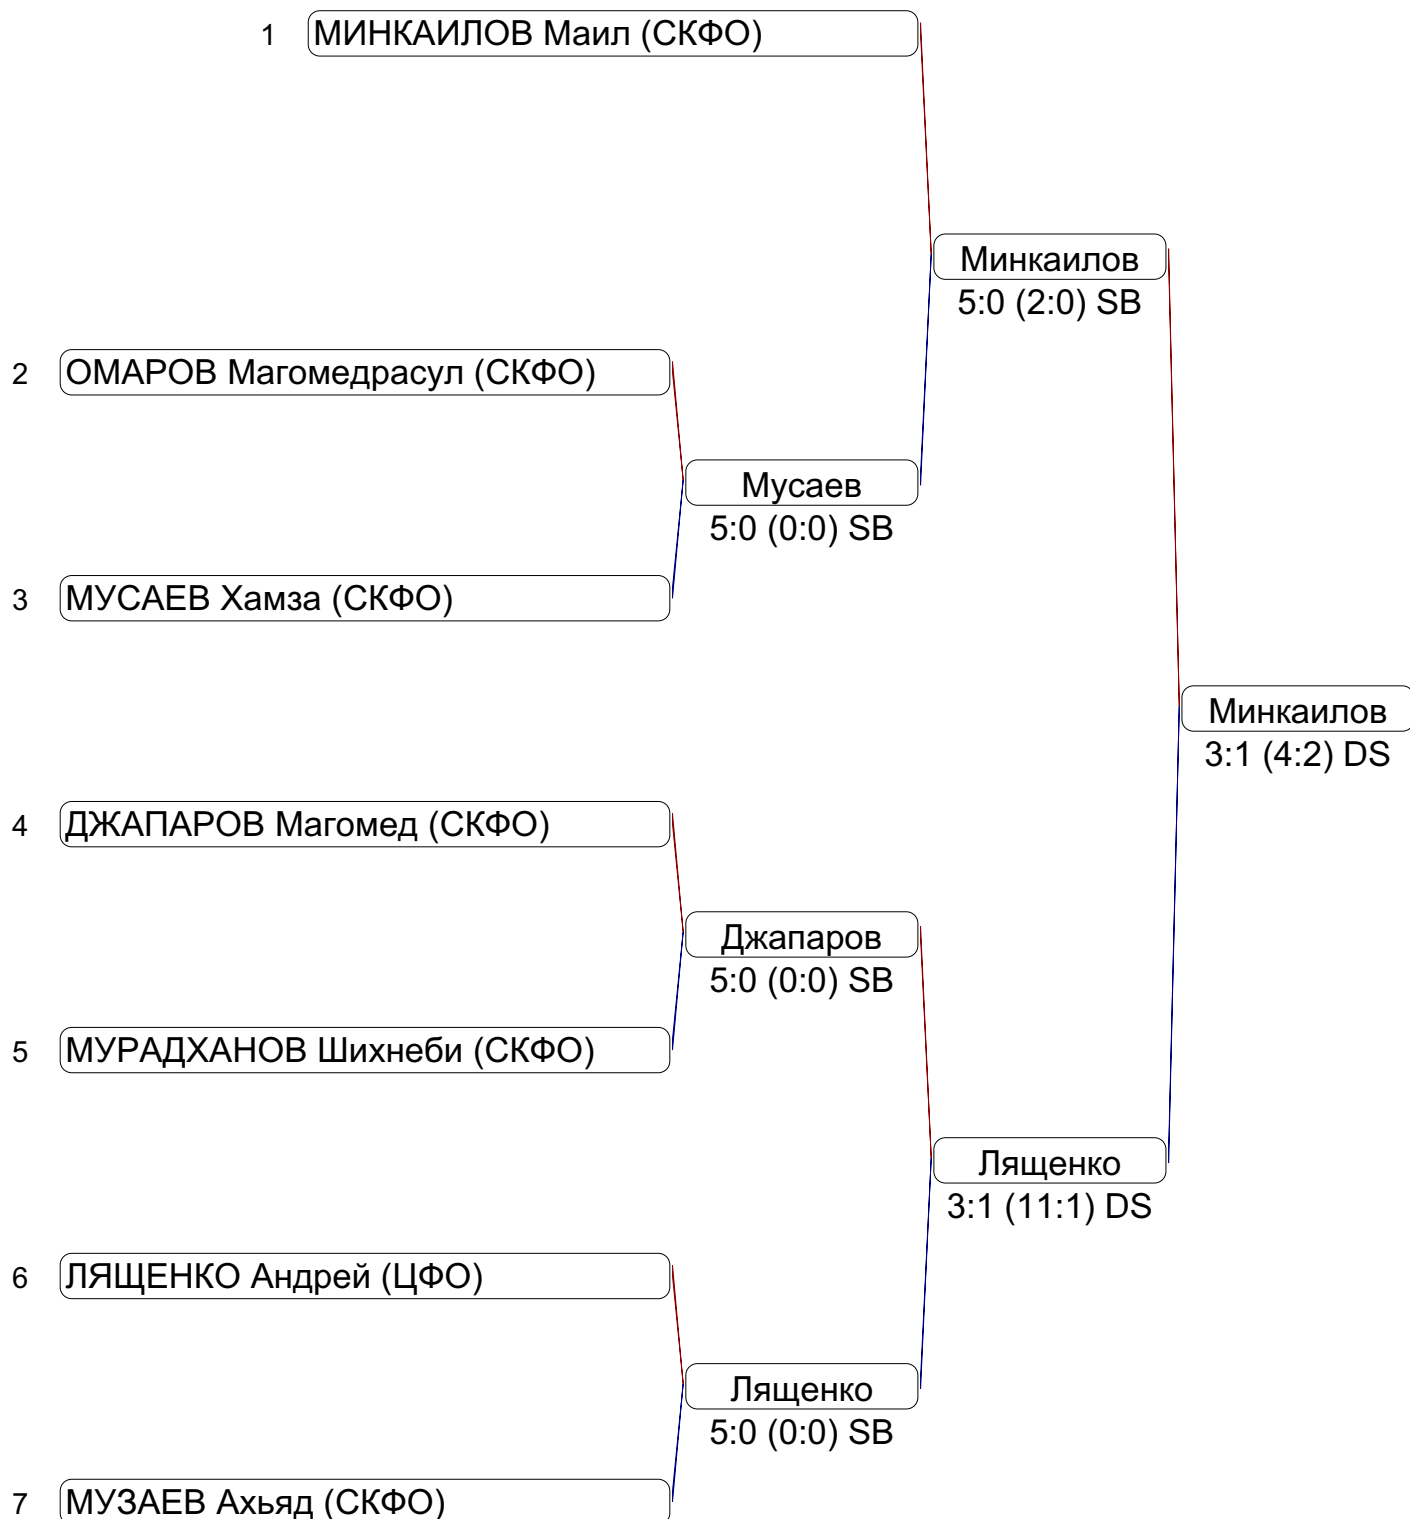 1 МИНКАИЛОВ Маил (СКФО)
Минкаилов
5:0 (2:0) SB
2 ОМАРОВ Магомедрасул (СКФО)
Мусаев
5:0 (0:0) SB
3 МУСАЕВ Хамза (СКФО)
Минкаилов
3:1 (4:2) DS
4 ДЖАПАРОВ Магомед (СКФО)
Джапаров
5:0 (0:0) SB
5 МУРАДХАНОВ Шихнеби (СКФО)
Лященко
3:1 (11:1) DS
6 ЛЯЩЕНКО Андрей (ЦФО)
Лященко
5:0 (0:0) SB
7 МУЗАЕВ Ахьяд (СКФО)